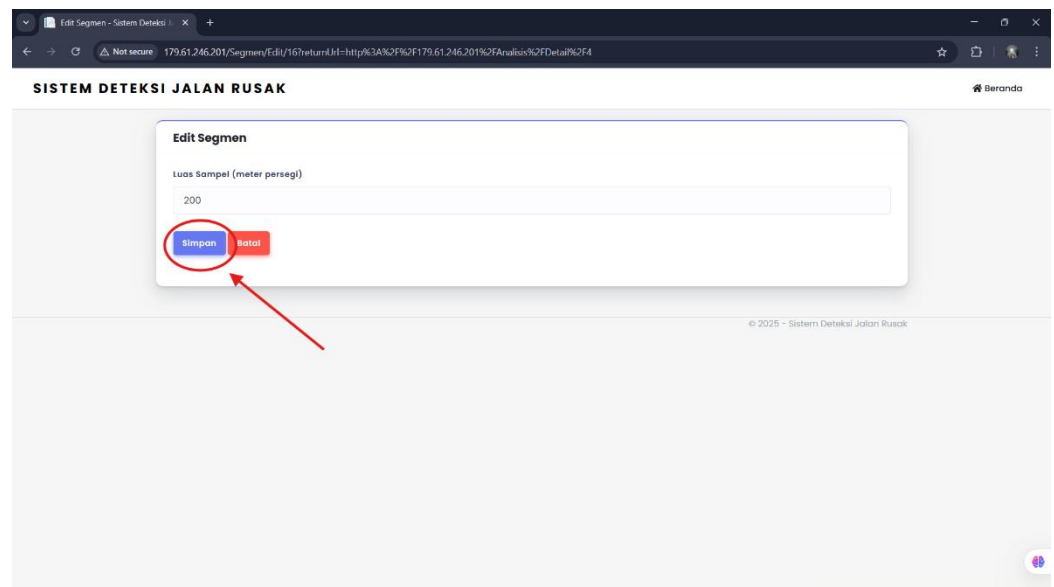 Edit Segmen - Sistem Deteksi J
Not secure 179.61.246.201/Segmen/Edit/16?returnUrl=http%3A%2F%2F179.61.246.201%2FAnalisis%2FDetail%2F4
SISTEM DETEKSI JALAN RUSAK
Beranda
Edit Segmen
Luas Sampel (meter persegi)
200
Simpan Batal
© 2025 - Sistem Deteksi Jalan Rusak